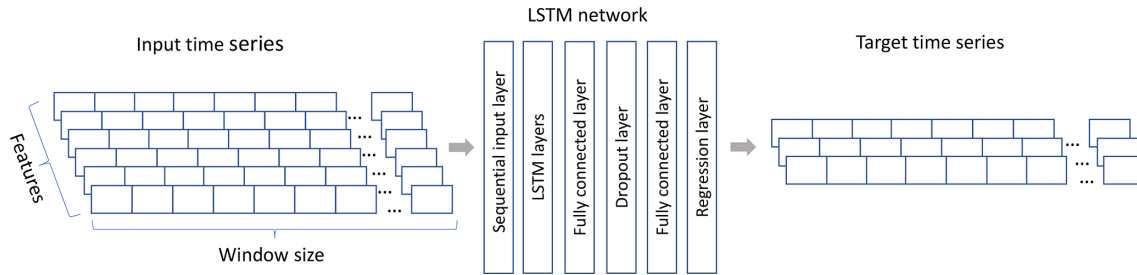 LSTM network
Input time series
Target time series
Features
Window size
Sequential input layer
LSTM layers
Fully connected layer
Dropout layer
Fully connected layer
Regression layer
...
...
...
...
...
...
...
...